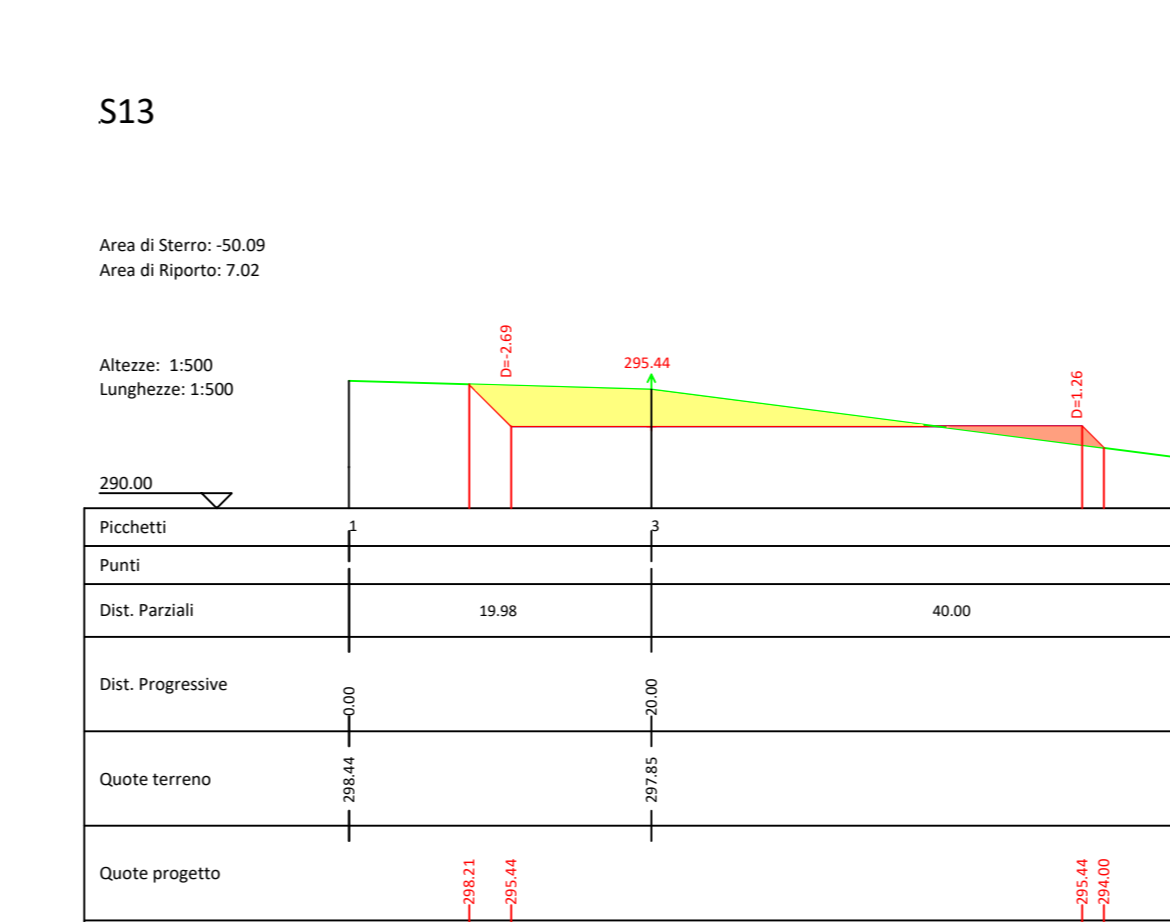 S13
Area di Sterro: -50.09
Area di Riporto: 7.02
D=-2.69
Altezze: 1:500
295.44
Lunghezze: 1:500
D=1.26
290.00
Picchetti 1 3
Punti
Dist. Parziali 19.98 40.00
Dist. Progressive 0.00 20.00
Quote terreno 298.44 297.85
Quote progetto 298.21 295.44 295.44 294.00